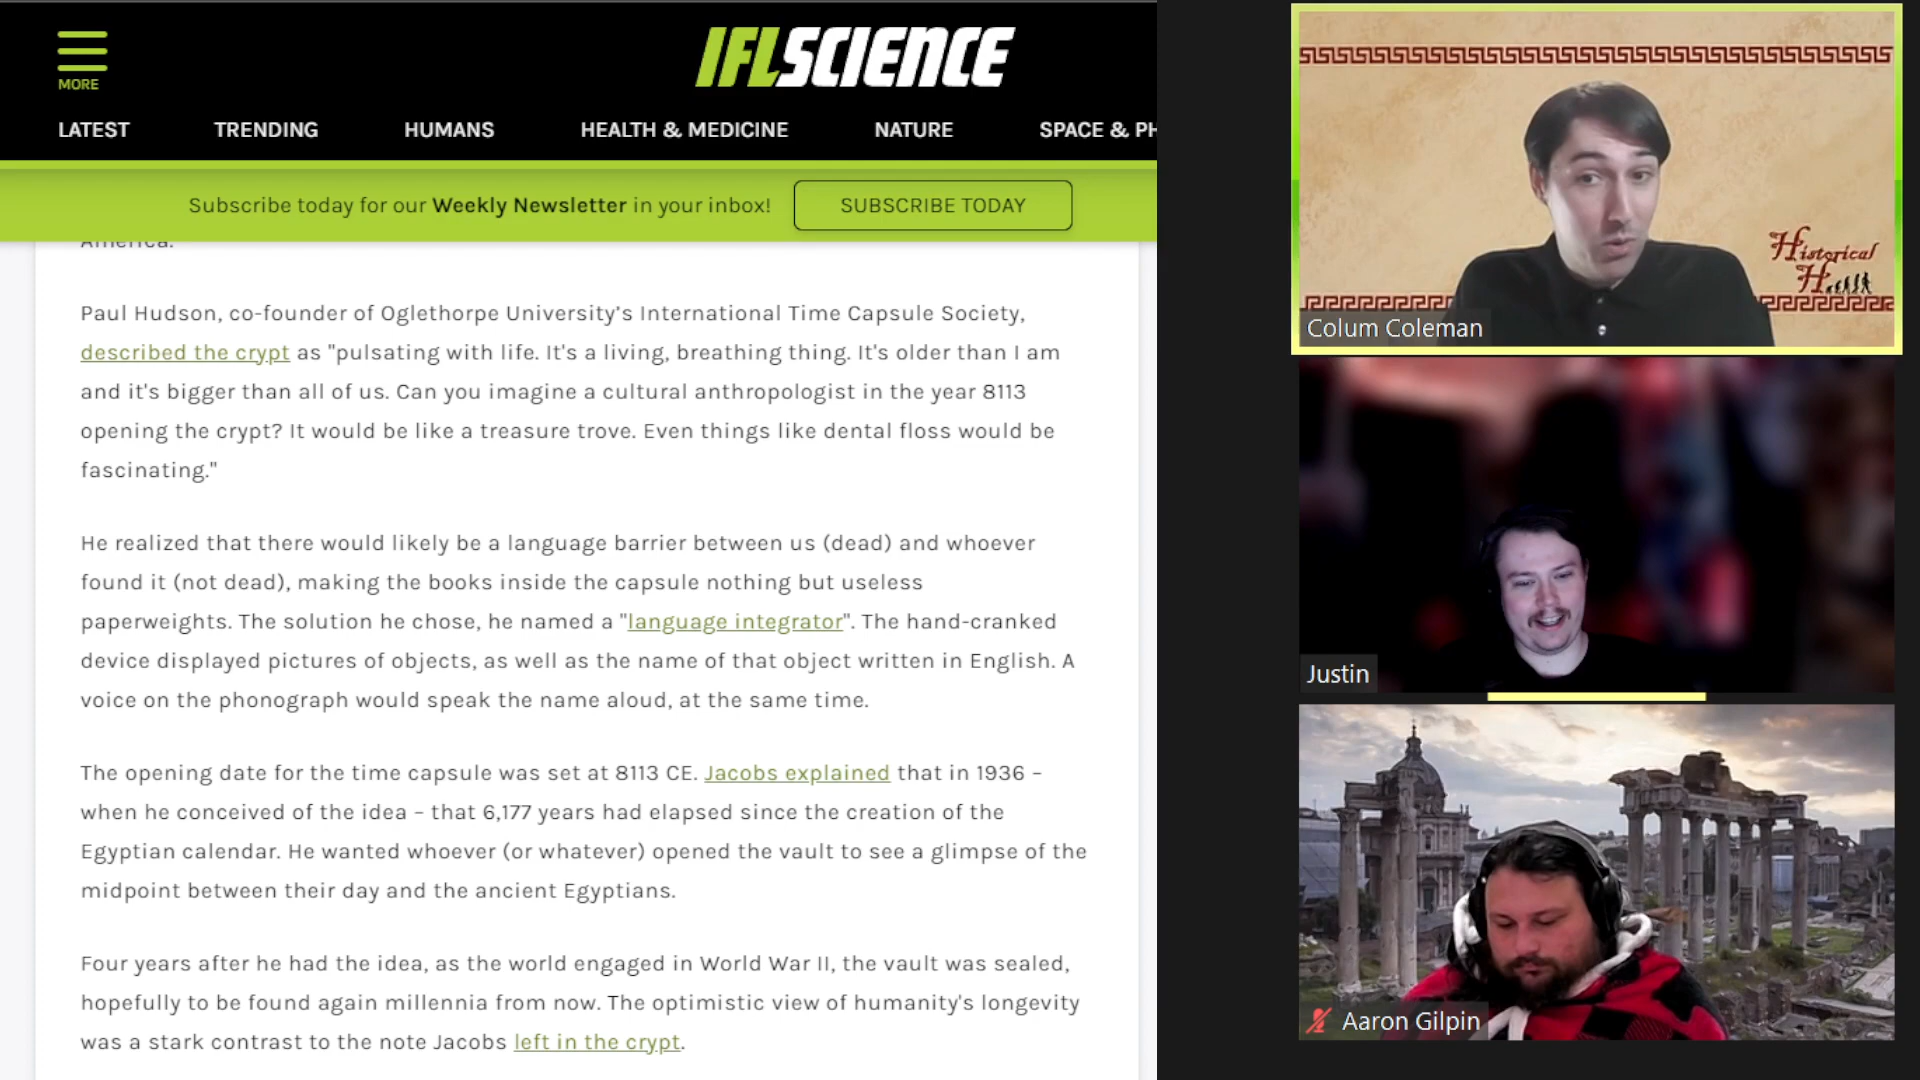 MORE
IFLSCIENCE
LATEST
TRENDING
HUMANS
HEALTH & MEDICINE
NATURE
SPACE & PH
Subscribe today for our Weekly Newsletter in your inbox!
SUBSCRIBE TODAY
America.
Paul Hudson, co-founder of Oglethorpe University's International Time Capsule Society,
described the crypt as "pulsating with life. It's a living, breathing thing. It's older than I am
and it's bigger than all of us. Can you imagine a cultural anthropologist in the year 8113
opening the crypt? It would be like a treasure trove. Even things like dental floss would be
fascinating."
He realized that there would likely be a language barrier between us (dead) and whoever
found it (not dead), making the books inside the capsule nothing but useless
paperweights. The solution he chose, he named a "language integrator". The hand-cranked
device displayed pictures of objects, as well as the name of that object written in English. A
voice on the phonograph would speak the name aloud, at the same time.
The opening date for the time capsule was set at 8113 CE. Jacobs explained that in 1936 –
when he conceived of the idea – that 6,177 years had elapsed since the creation of the
Egyptian calendar. He wanted whoever (or whatever) opened the vault to see a glimpse of the
midpoint between their day and the ancient Egyptians.
Four years after he had the idea, as the world engaged in World War II, the vault was sealed,
hopefully to be found again millennia from now. The optimistic view of humanity's longevity
was a stark contrast to the note Jacobs left in the crypt.
Historical
H
Colum Coleman
Justin
Aaron Gilpin